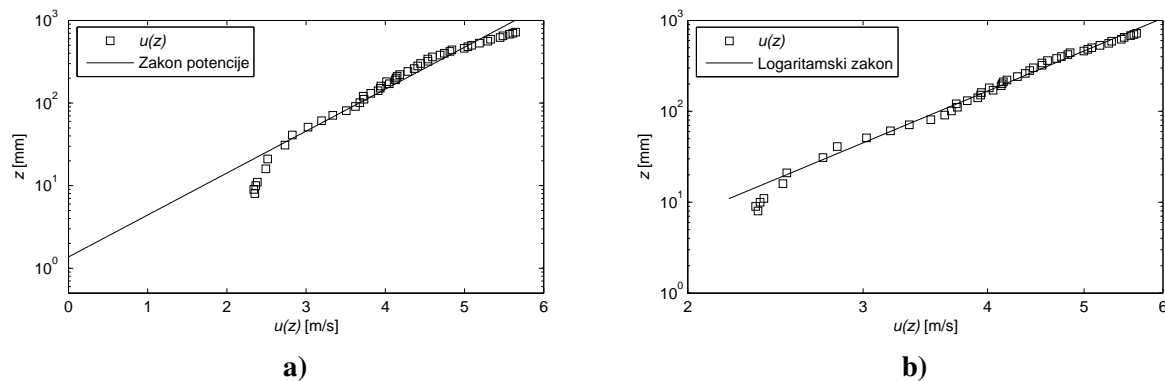 10³
10²
10¹
10⁰
z [mm]
u(z)
Zakon potencije
0 1 2 3 4 5 6
u(z) [m/s]
a)
10³
10²
10¹
10⁰
z [mm]
u(z)
Logaritamski zakon
2 3 4 5 6
u(z) [m/s]
b)